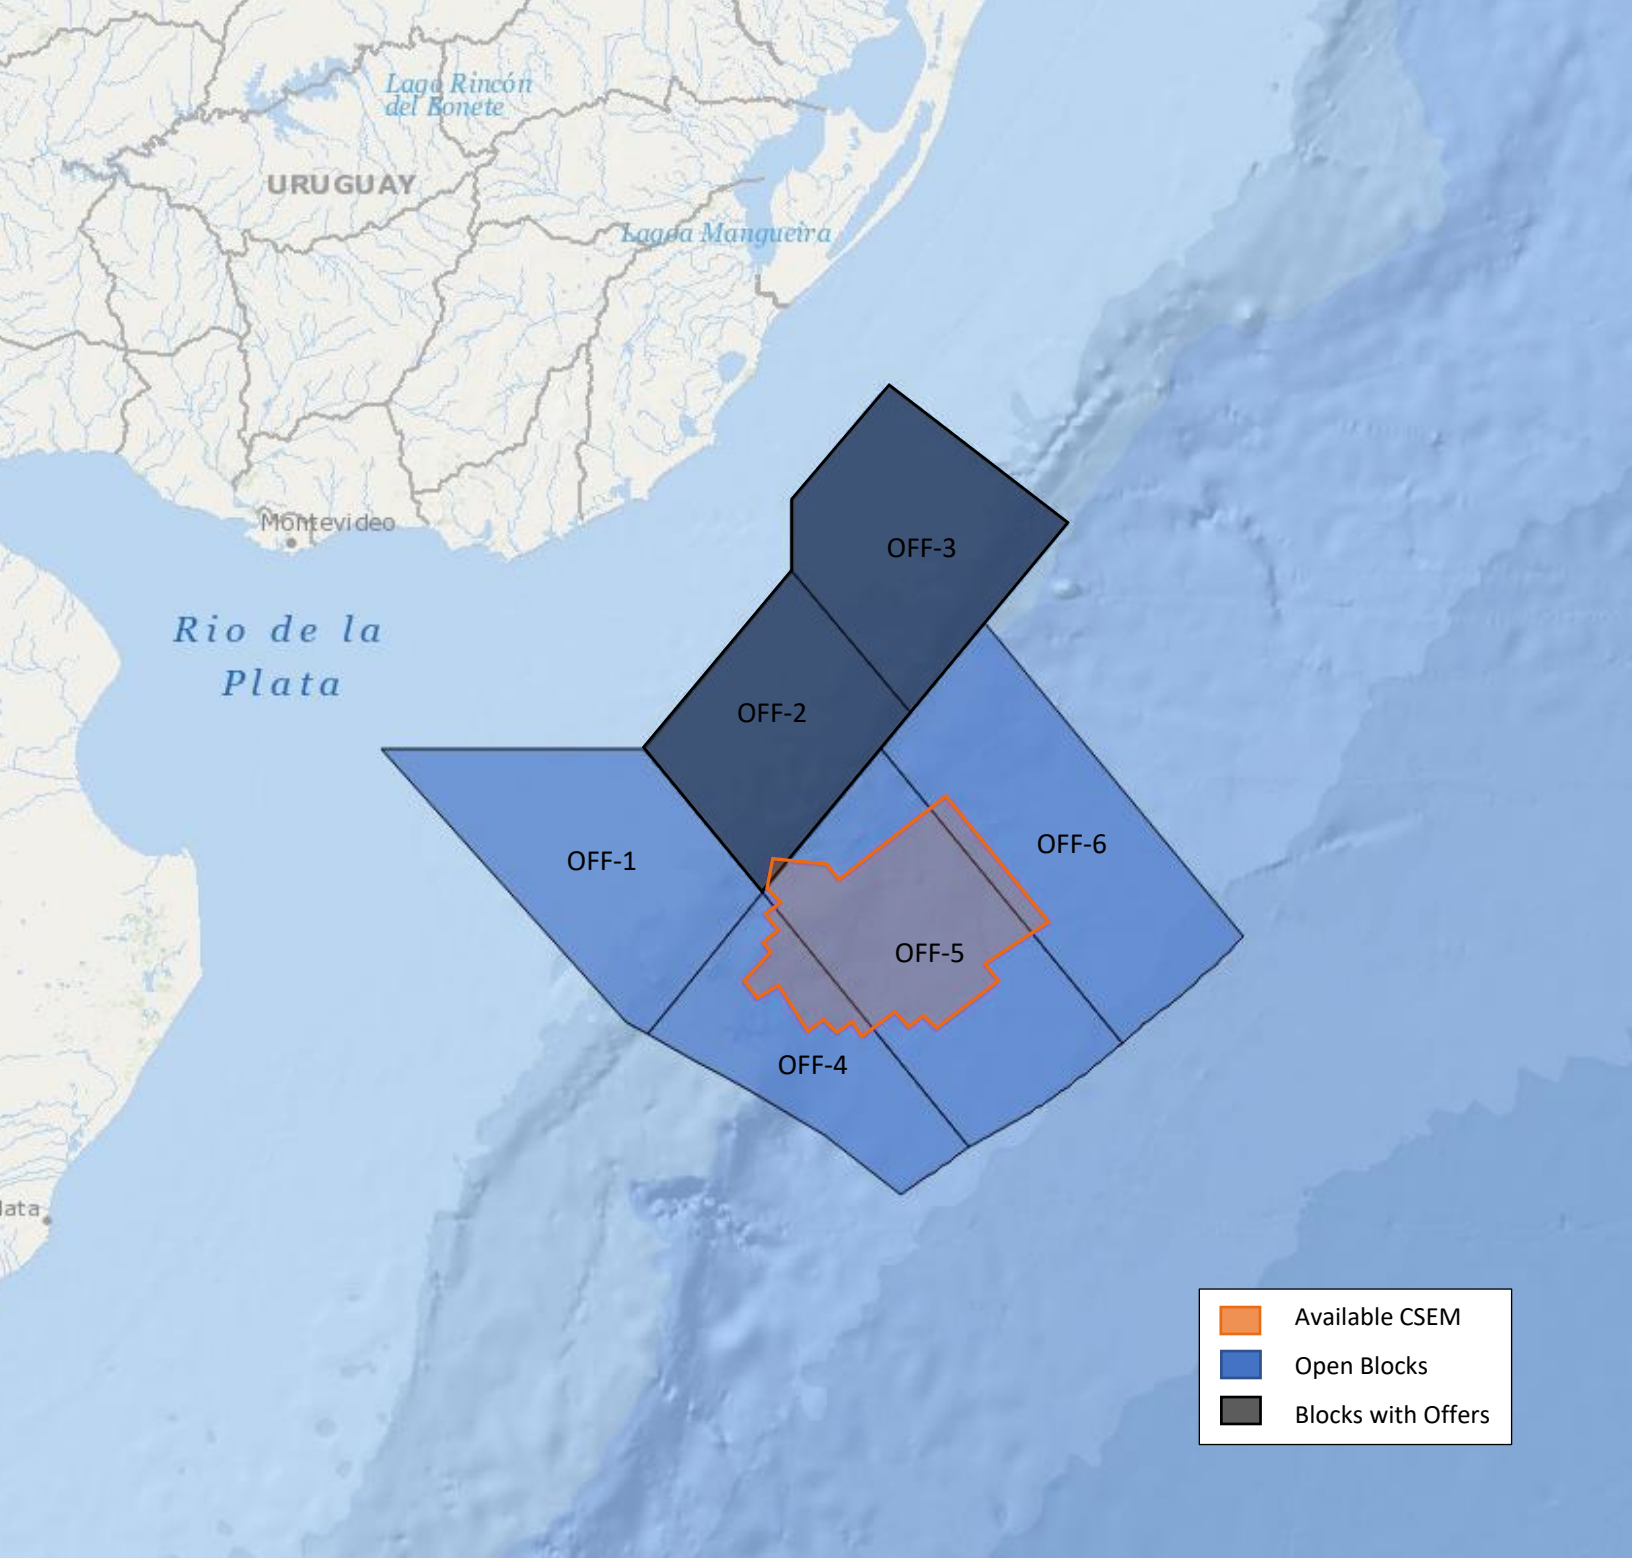 Lago Rincón
del Bonete
URUGUAY
Lagoa Mangueira
Montevideo
Rio de la
Plata
OFF-3
OFF-2
OFF-6
OFF-1
OFF-5
OFF-4
lata
Available CSEM
Open Blocks
Blocks with Offers